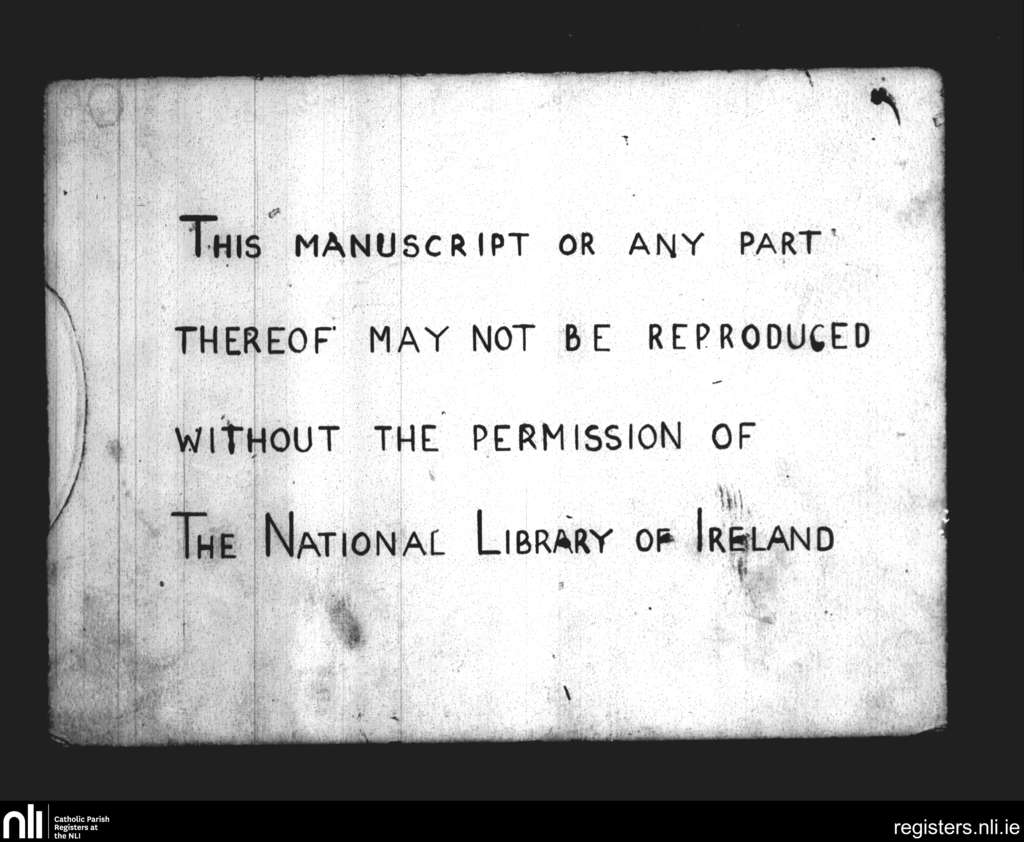 THIS MANUSCRIPT OR ANY PART
THEREOF MAY NOT BE REPRODUCED
WITHOUT THE PERMISSION OF
THE NATIONAL LIBRARY OF IRELAND
nli
Catholic Parish
Registers at
the NLI
registers.nli.ie